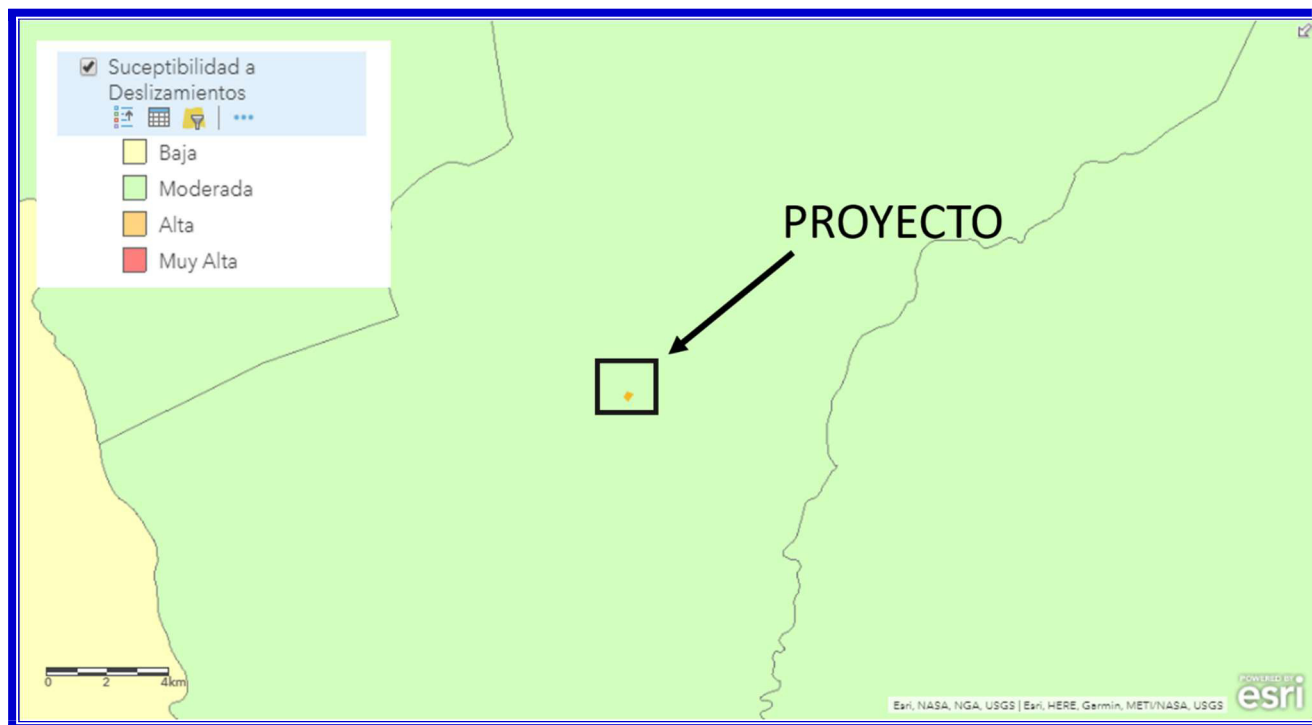 Suceptibilidad a
Deslizamientos
Baja
Moderada
Alta
Muy Alta
PROYECTO
0 2 4km
Esri, NASA, NGA, USGS | Esri, HERE, Garmin, METI/NASA, USGS
POWERED BY
esri